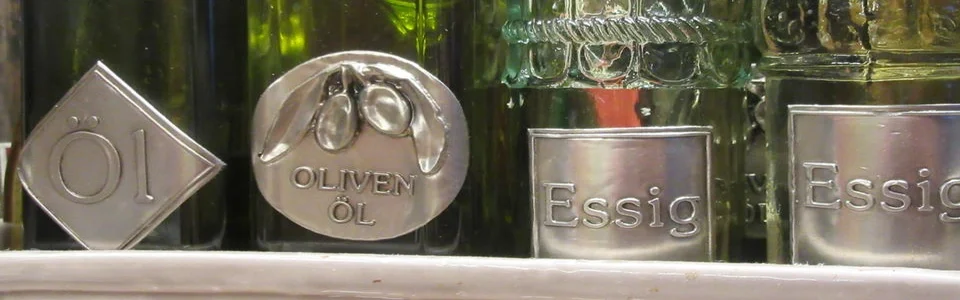 Öl
OLIVEN
ÖL
Essig
Essig